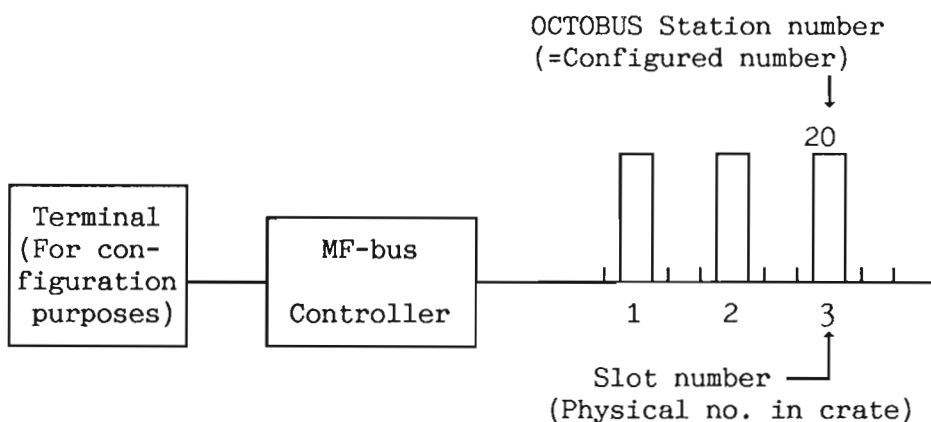 OCTOBUS Station number
(=Configured number)
20
Terminal
(For con-
figuration
purposes)
MF-bus
Controller
1 2 3
Slot number
(Physical no. in crate)